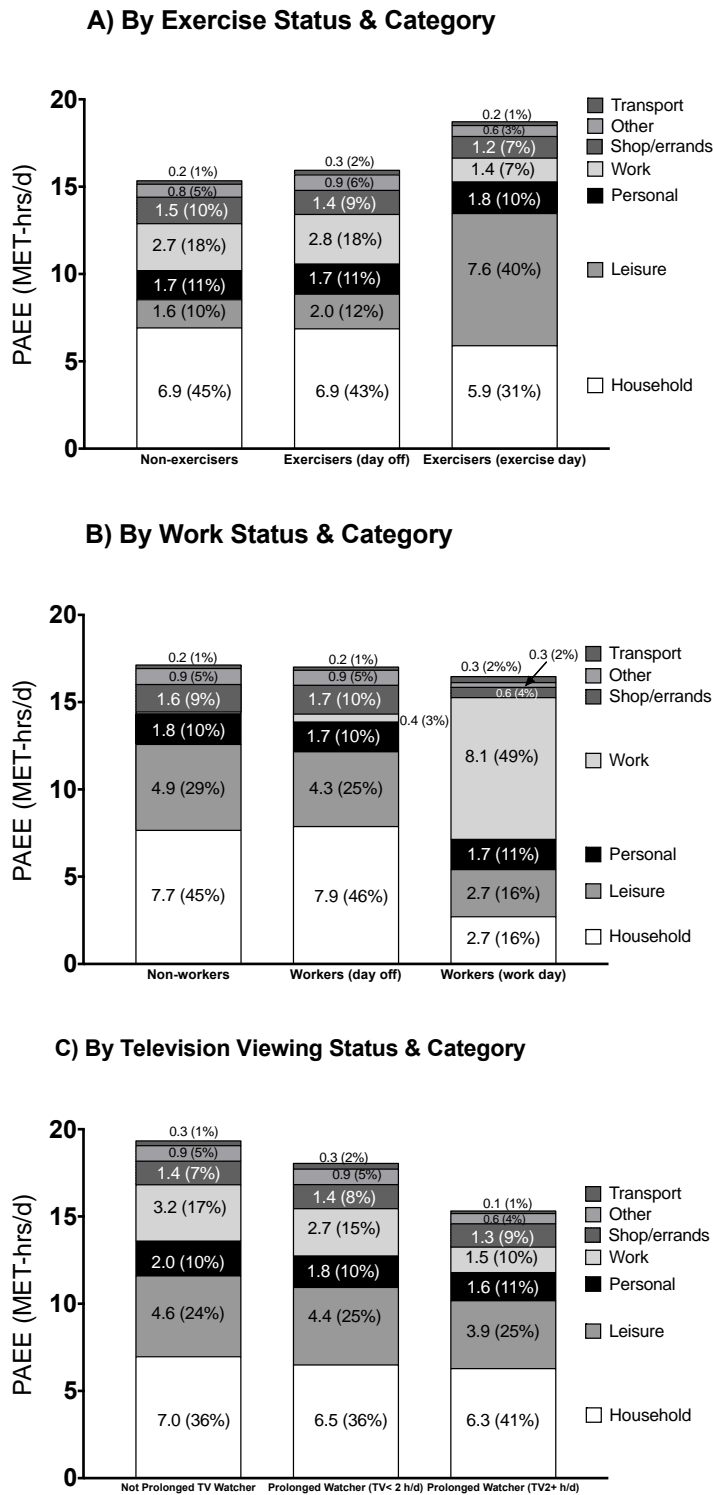 A) By Exercise Status & Category
PAEE (MET-hrs/d)
20
15
10
5
0
0.2 (1%)
0.8 (5%)
1.5 (10%)
2.7 (18%)
1.7 (11%)
1.6 (10%)
6.9 (45%)
0.3 (2%)
0.9 (6%)
1.4 (9%)
2.8 (18%)
1.7 (11%)
2.0 (12%)
6.9 (43%)
0.2 (1%)
0.6 (3%)
1.2 (7%)
1.4 (7%)
1.8 (10%)
7.6 (40%)
5.9 (31%)
Non-exercisers
Exercisers (day off)
Exercisers (exercise day)
Transport
Other
Shop/errands
Work
Personal
Leisure
Household
B) By Work Status & Category
PAEE (MET-hrs/d)
20
15
10
5
0
0.2 (1%)
0.9 (5%)
1.6 (9%)
1.8 (10%)
4.9 (29%)
7.7 (45%)
0.2 (1%)
0.9 (5%)
1.7 (10%)
0.4 (3%)
1.7 (10%)
4.3 (25%)
7.9 (46%)
0.3 (2%%)
0.3 (2%)
0.6 (4%)
8.1 (49%)
1.7 (11%)
2.7 (16%)
2.7 (16%)
Non-workers
Workers (day off)
Workers (work day)
Transport
Other
Shop/errands
Work
Personal
Leisure
Household
C) By Television Viewing Status & Category
PAEE (MET-hrs/d)
20
15
10
5
0
0.3 (1%)
0.9 (5%)
1.4 (7%)
3.2 (17%)
2.0 (10%)
4.6 (24%)
7.0 (36%)
0.3 (2%)
0.9 (5%)
1.4 (8%)
2.7 (15%)
1.8 (10%)
4.4 (25%)
6.5 (36%)
0.1 (1%)
0.6 (4%)
1.3 (9%)
1.5 (10%)
1.6 (11%)
3.9 (25%)
6.3 (41%)
Not Prolonged TV Watcher
Prolonged Watcher (TV< 2 h/d)
Prolonged Watcher (TV2+ h/d)
Transport
Other
Shop/errands
Work
Personal
Leisure
Household